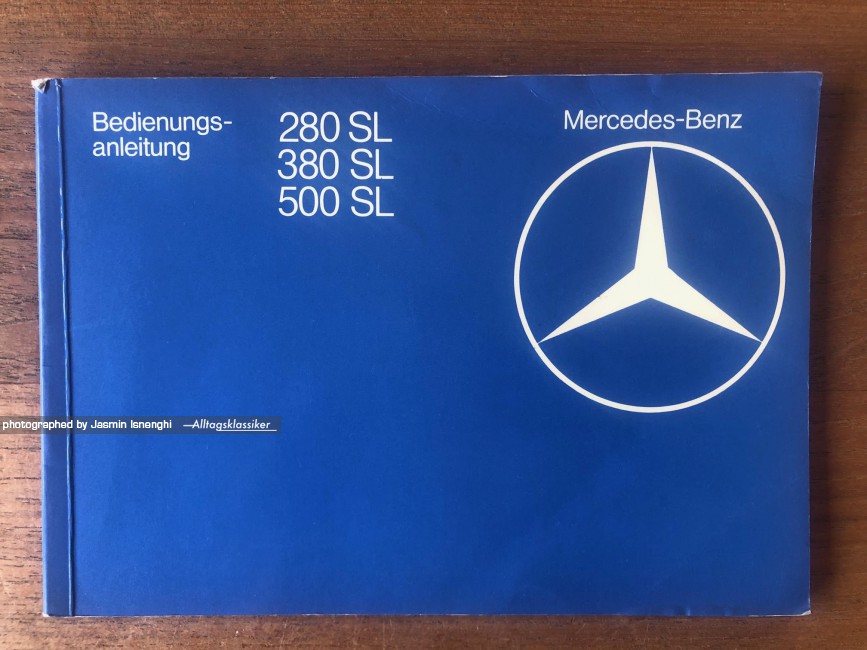 Bedienungs-
anleitung
280 SL
380 SL
500 SL
Mercedes-Benz
photographed by Jasmin Isnenghi —Alltagsklassiker